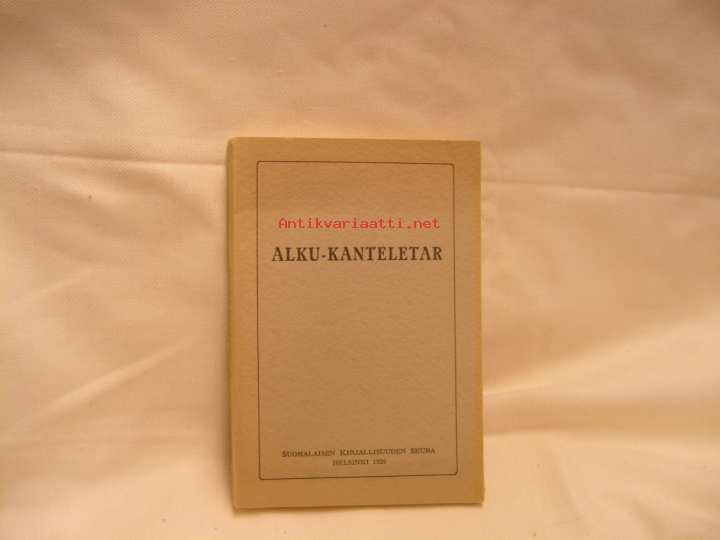 Antikvariaatti.net
ALKU-KANTELETAR
SUOMALAISEN KIRJALLISUUDEN SEURA
HELSINKI